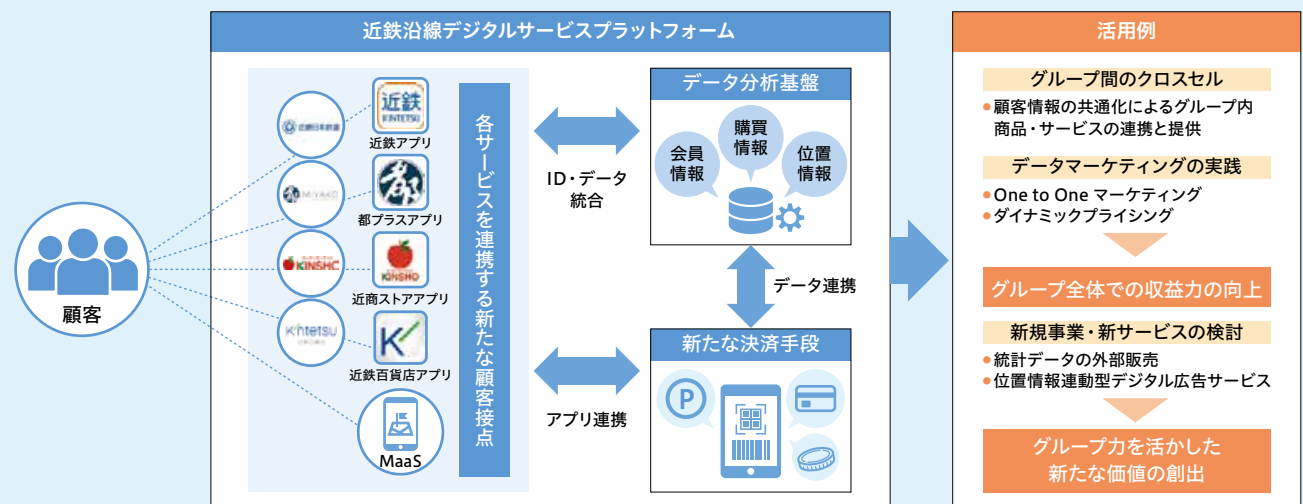 近鉄沿線デジタルサービスプラットフォーム
顧客
近畿日本鉄道
近鉄
KINTETSU
近鉄アプリ
MIYAKO
都
都プラスアプリ
KINSHO
KINSHO
近商ストアアプリ
Kintetsu
K
近鉄百貨店アプリ
MaaS
各サービスを連携する新たな顧客接点
ID・データ
統合
アプリ連携
データ分析基盤
会員
情報
購買
情報
位置
情報
データ連携
新たな決済手段
P
活用例
グループ間のクロスセル
●顧客情報の共通化によるグループ内
商品・サービスの連携と提供
データマーケティングの実践
●One to One マーケティング
●ダイナミックプライシング
グループ全体での収益力の向上
新規事業・新サービスの検討
●統計データの外部販売
●位置情報連動型デジタル広告サービス
グループ力を活かした
新たな価値の創出